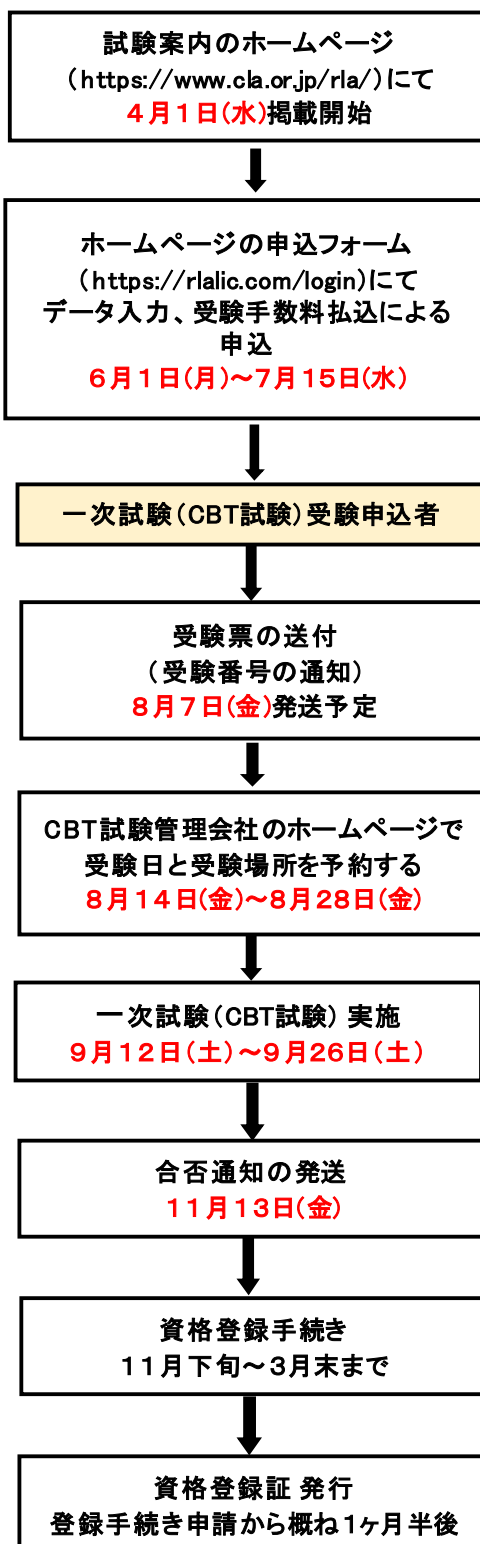 試験案内のホームページ
（https://www.cla.or.jp/rla/）にて
４月１日(水)掲載開始
ホームページの申込フォーム
（https://rlalic.com/login)にて
データ入力、受験手数料払込による
申込
６月１日(月)～７月１５日(水)
一次試験（CBT試験）受験申込者
受験票の送付
（受験番号の通知）
８月７日(金)発送予定
CBT試験管理会社のホームページで
受験日と受験場所を予約する
８月１４日(金)～８月２８日(金)
一次試験（CBT試験） 実施
９月１２日（土）～９月２６日（土）
合否通知の発送
１１月１３日(金)
資格登録手続き
１１月下旬～３月末まで
資格登録証 発行
登録手続き申請から概ね１ヶ月半後